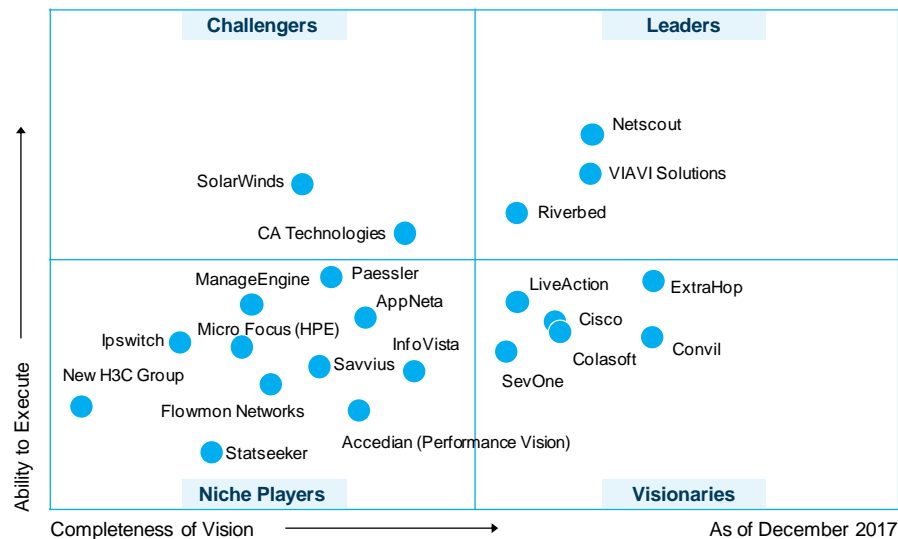 Challengers
Leaders
Netscout
SolarWinds
VIAVI Solutions
Riverbed
CA Technologies
ManageEngine
Paessler
LiveAction
ExtraHop
AppNeta
Ipswitch
Micro Focus (HPE)
InfoVista
Cisco
Convil
New H3C Group
Savvius
Colasoft
SevOne
Flowmon Networks
Accedian (Performance Vision)
Statseeker
Ability to Execute
Niche Players
Visionaries
Completeness of Vision
As of December 2017